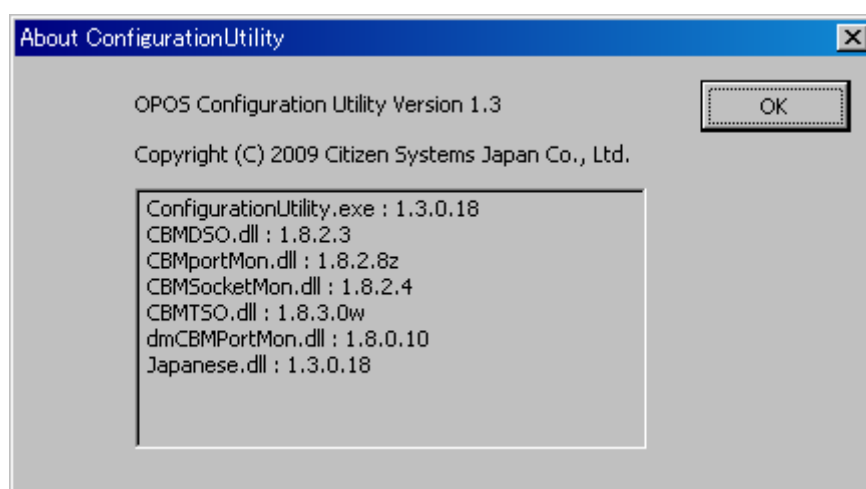 About ConfigurationUtility
OPOS Configuration Utility Version 1.3
OK
Copyright (C) 2009 Citizen Systems Japan Co., Ltd.
ConfigurationUtility.exe : 1.3.0.18
CBMDSO.dll : 1.8.2.3
CBMportMon.dll : 1.8.2.8z
CBMSocketMon.dll : 1.8.2.4
CBMTSO.dll : 1.8.3.0w
dmCBMPortMon.dll : 1.8.0.10
Japanese.dll : 1.3.0.18